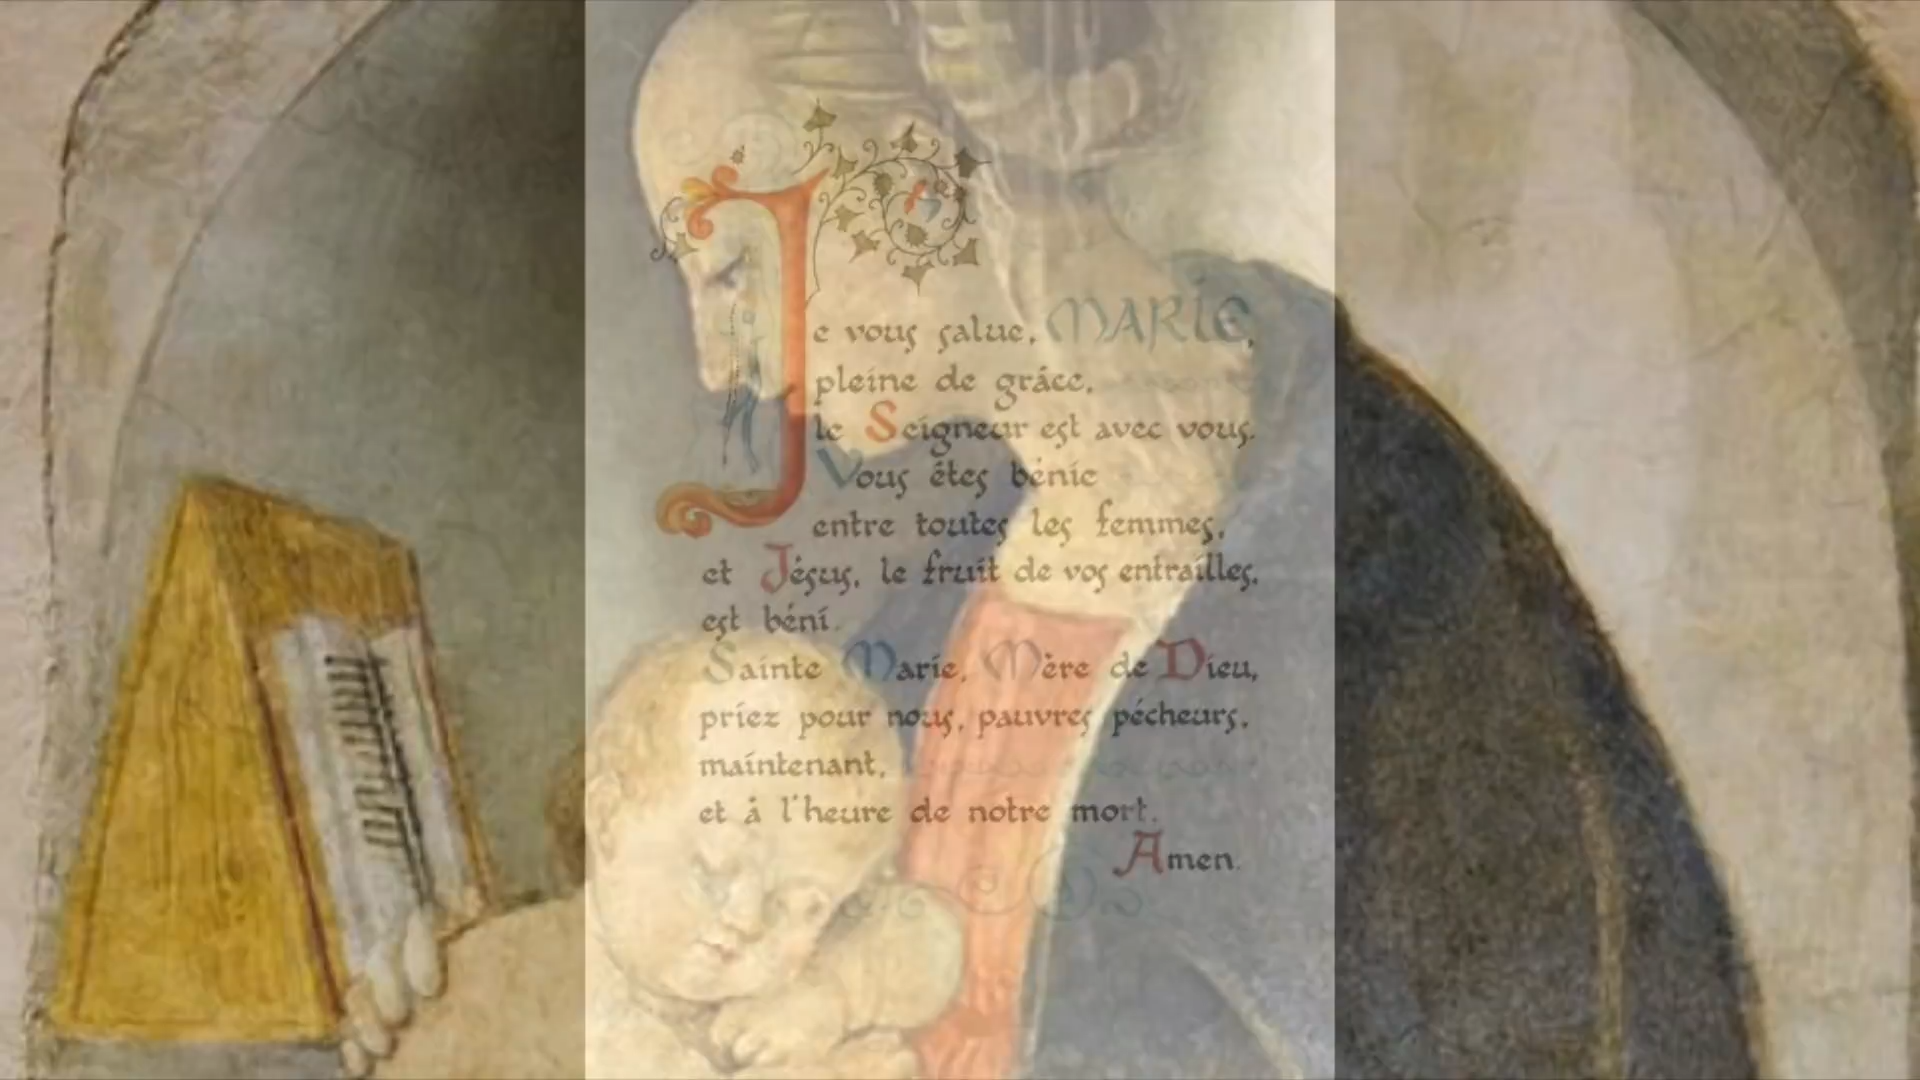 Je vous salue, MARIE,
pleine de grâce,
le Seigneur est avec vous.
Vous êtes bénie
entre toutes les femmes,
et Jésus, le fruit de vos entrailles,
est béni.
Sainte Marie, Mère de Dieu,
priez pour nous, pauvres pécheurs,
maintenant,
et à l'heure de notre mort.
Amen.